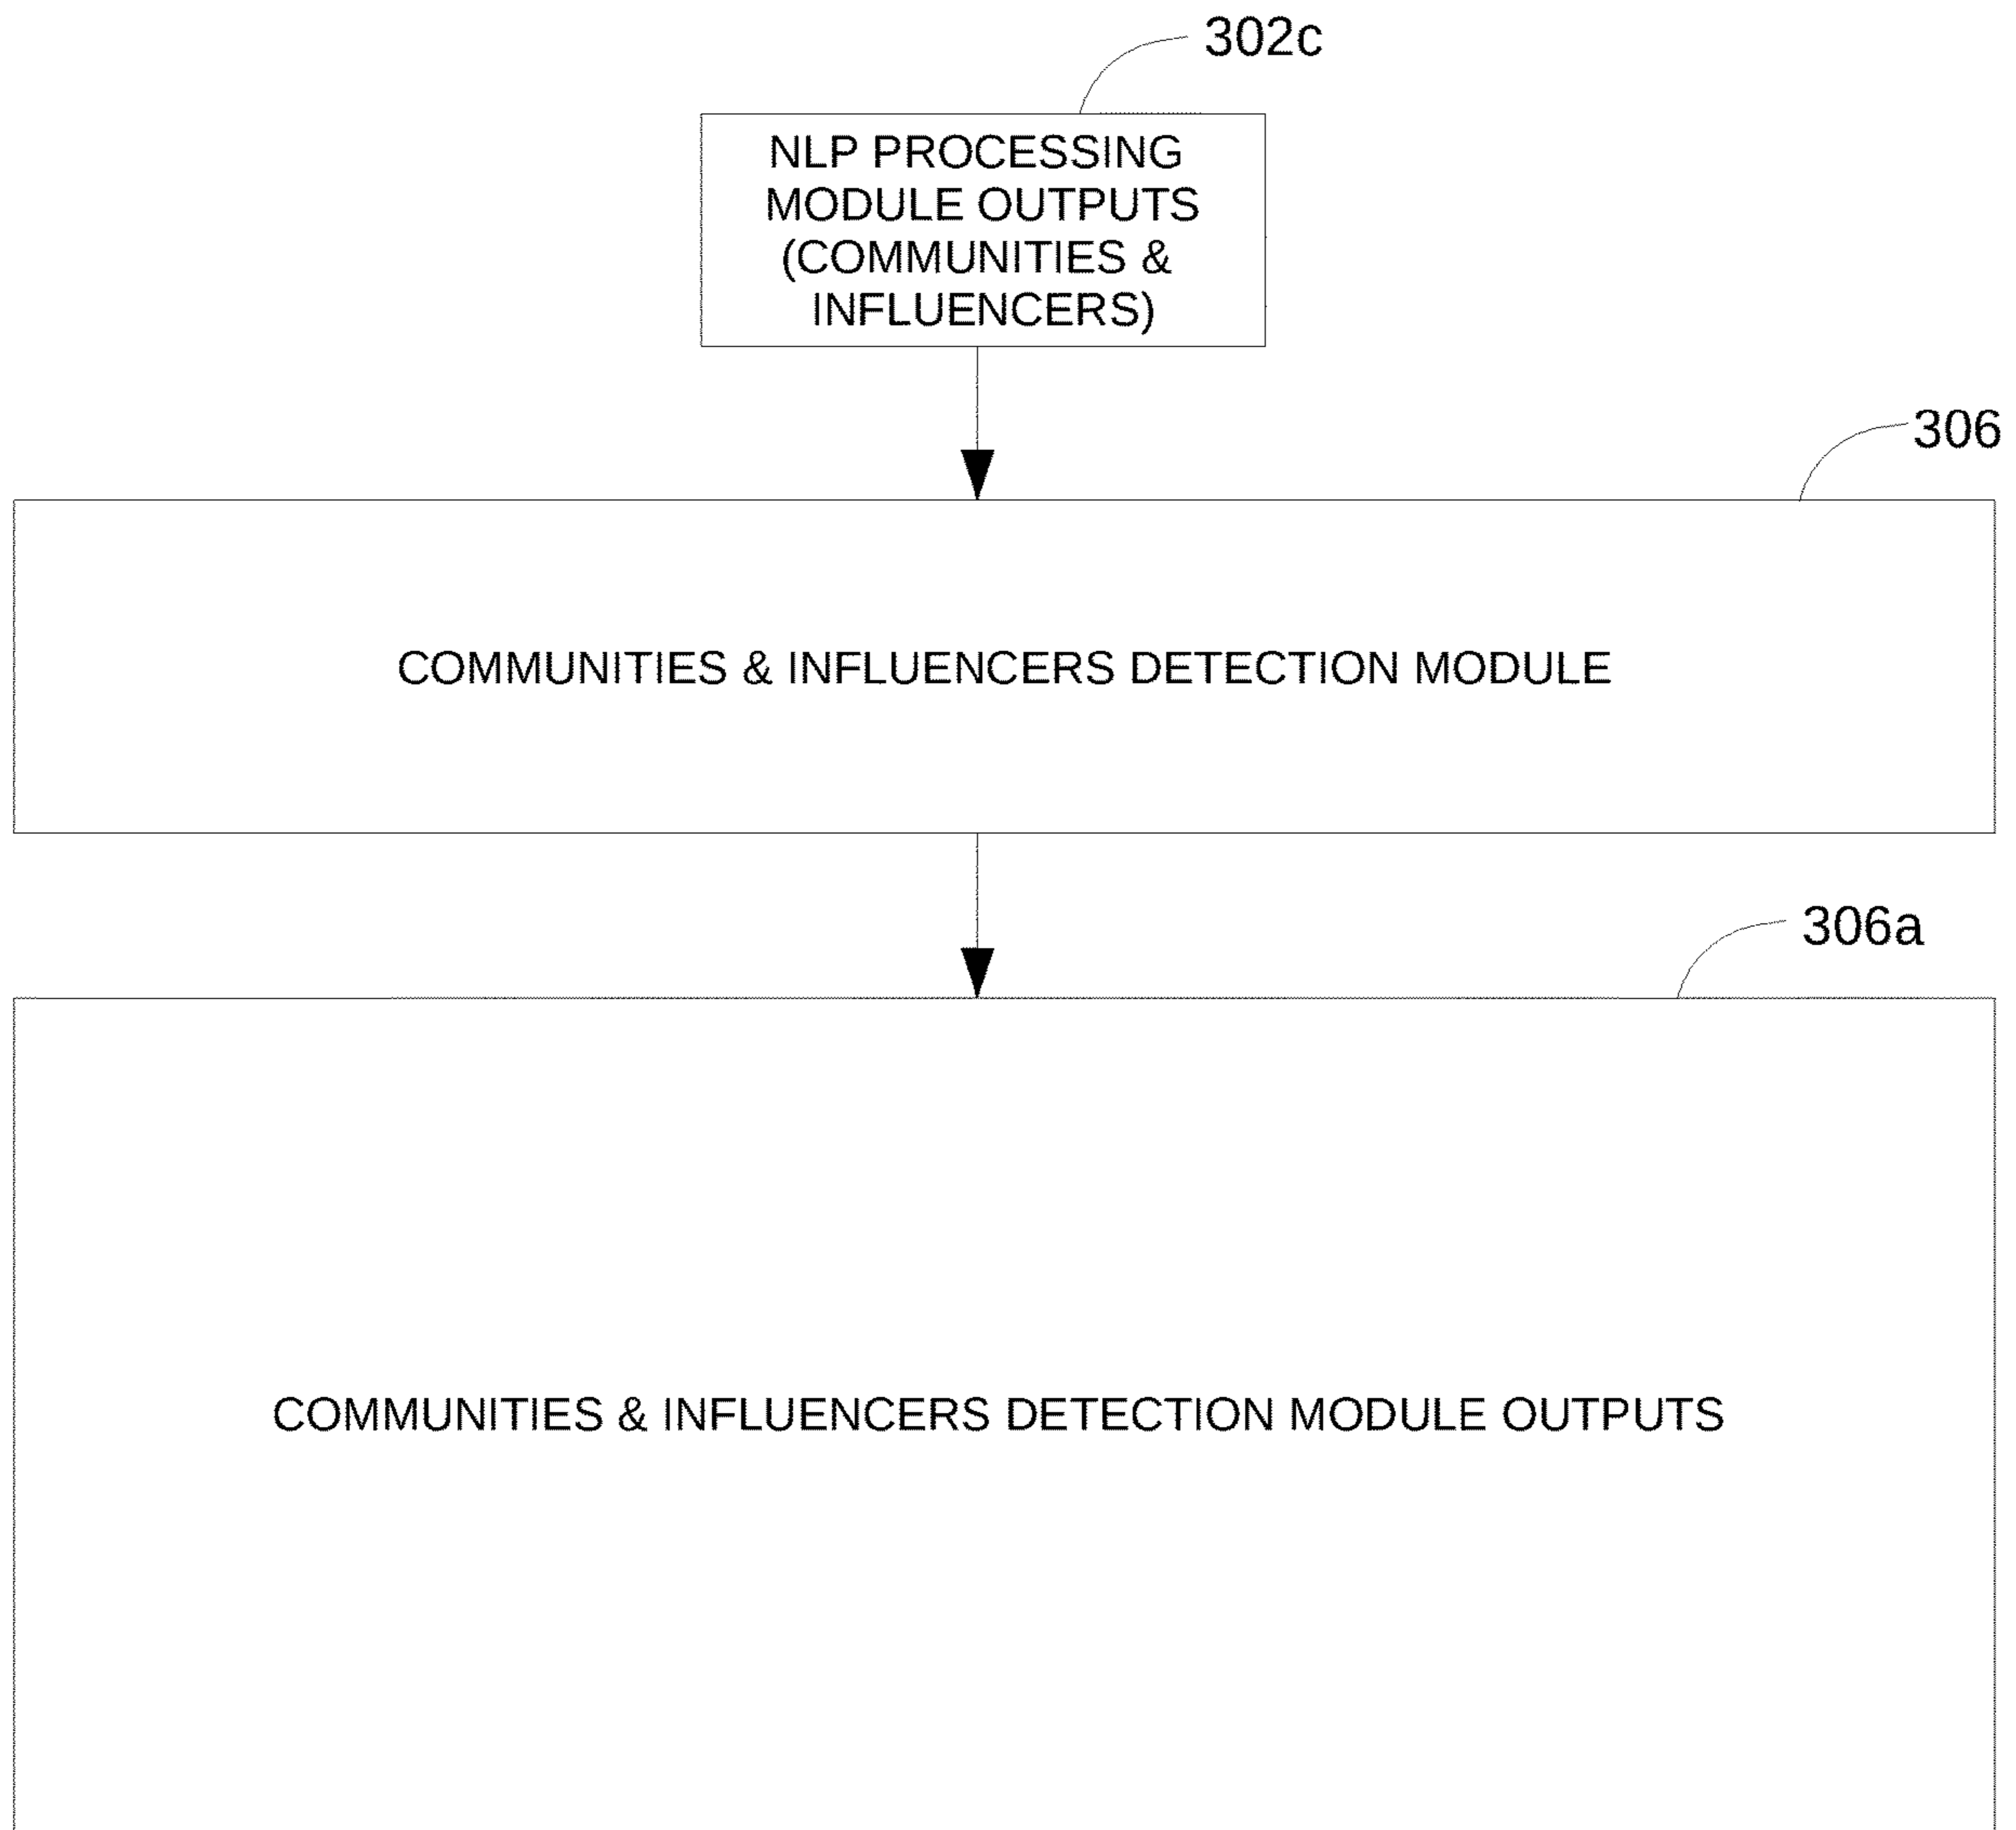 302c
NLP PROCESSING
MODULE OUTPUTS
(COMMUNITIES &
INFLUENCERS)
306
COMMUNITIES & INFLUENCERS DETECTION MODULE
306a
COMMUNITIES & INFLUENCERS DETECTION MODULE OUTPUTS